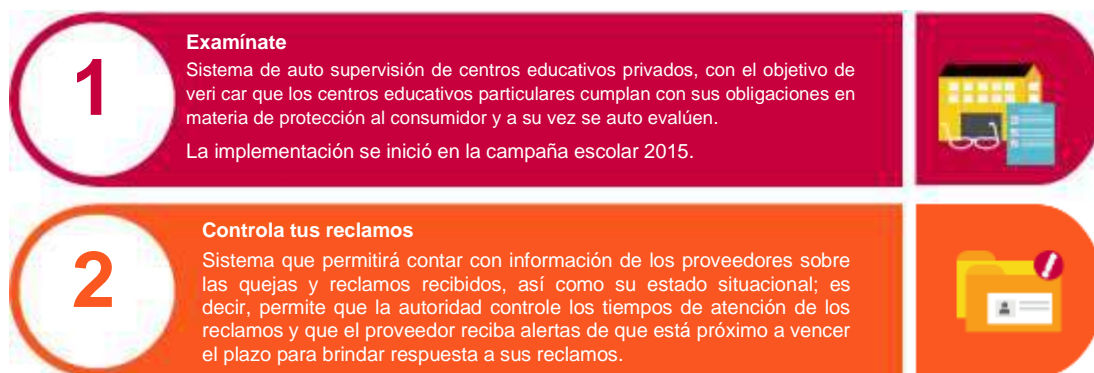 1
Examínate
Sistema de auto supervisión de centros educativos privados, con el objetivo de
veri car que los centros educativos particulares cumplan con sus obligaciones en
materia de protección al consumidor y a su vez se auto evalúen.
La implementación se inició en la campaña escolar 2015.
2
Controla tus reclamos
Sistema que permitirá contar con información de los proveedores sobre
las quejas y reclamos recibidos, así como su estado situacional; es
decir, permite que la autoridad controle los tiempos de atención de los
reclamos y que el proveedor reciba alertas de que está próximo a vencer
el plazo para brindar respuesta a sus reclamos.